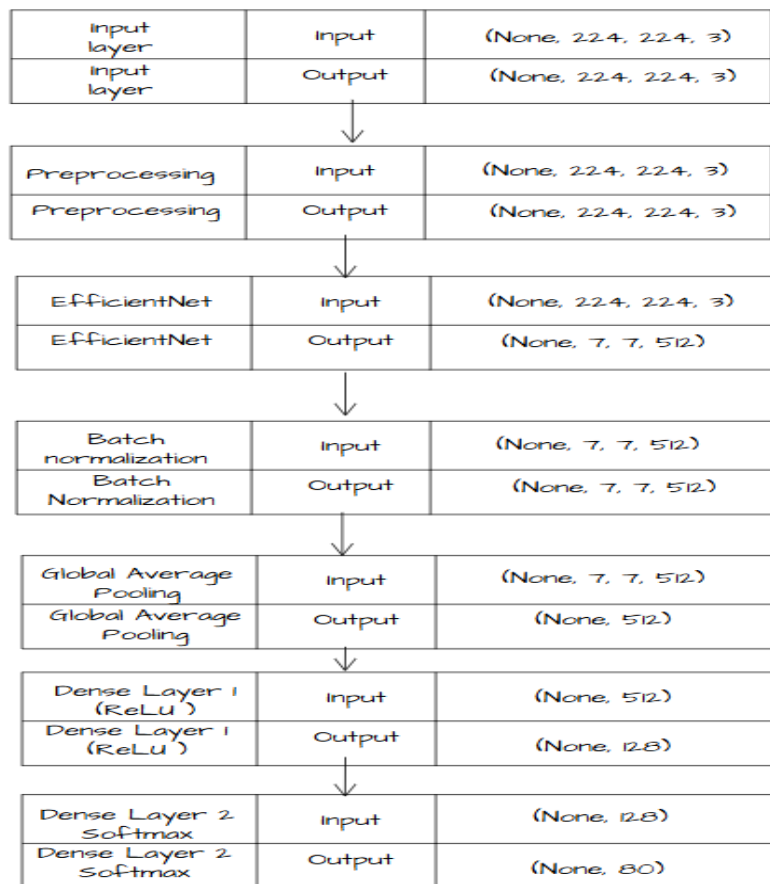 Input
layer
Input
(None, 224, 224, 3)
Input
layer
Output
(None, 224, 224, 3)
Preprocessing
Input
(None, 224, 224, 3)
Preprocessing
Output
(None, 224, 224, 3)
EfficientNet
Input
(None, 224, 224, 3)
EfficientNet
Output
(None, 7, 7, 512)
Batch
normalization
Input
(None, 7, 7, 512)
Batch
Normalization
Output
(None, 7, 7, 512)
Global Average
Pooling
Input
(None, 7, 7, 512)
Global Average
Pooling
Output
(None, 512)
Dense Layer 1
(ReLU )
Input
(None, 512)
Dense Layer 1
(ReLU )
Output
(None, 128)
Dense Layer 2
Softmax
Input
(None, 128)
Dense Layer 2
Softmax
Output
(None, 80)